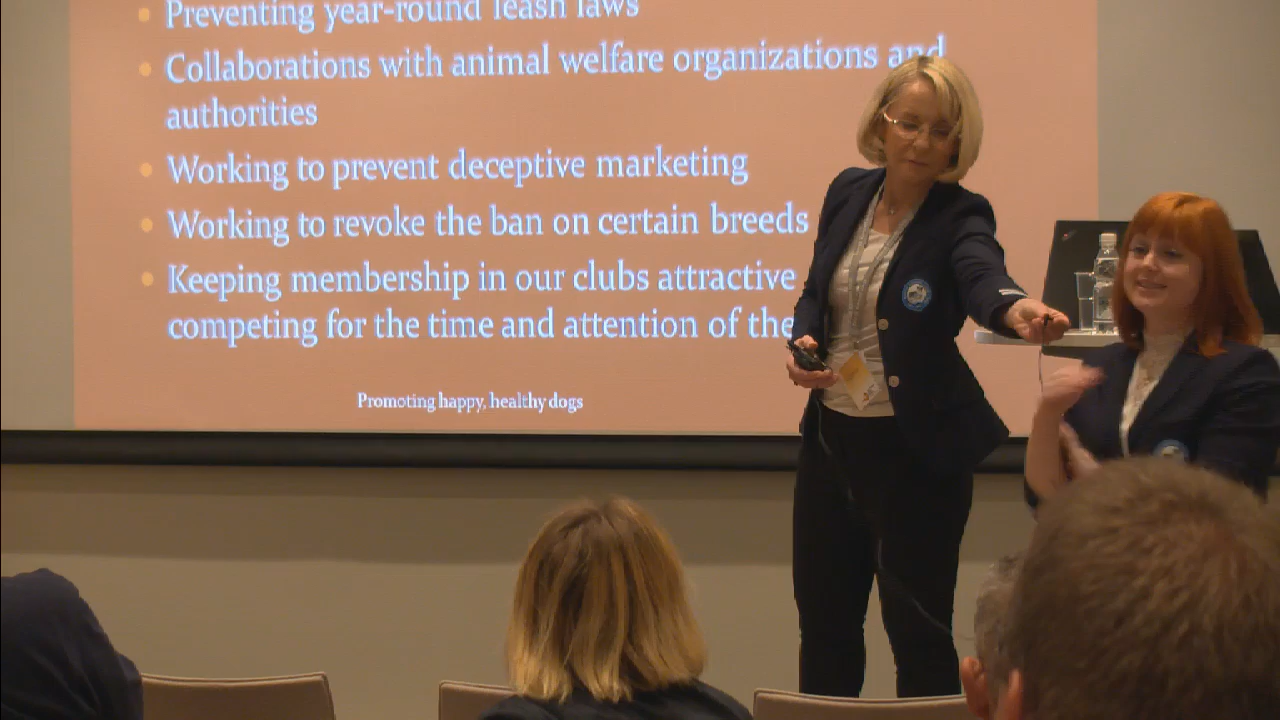 Preventing year-round leash laws
Collaborations with animal welfare organizations and
authorities
Working to prevent deceptive marketing
Working to revoke the ban on certain breeds
Keeping membership in our clubs attractive
competing for the time and attention of the
Promoting happy, healthy dogs